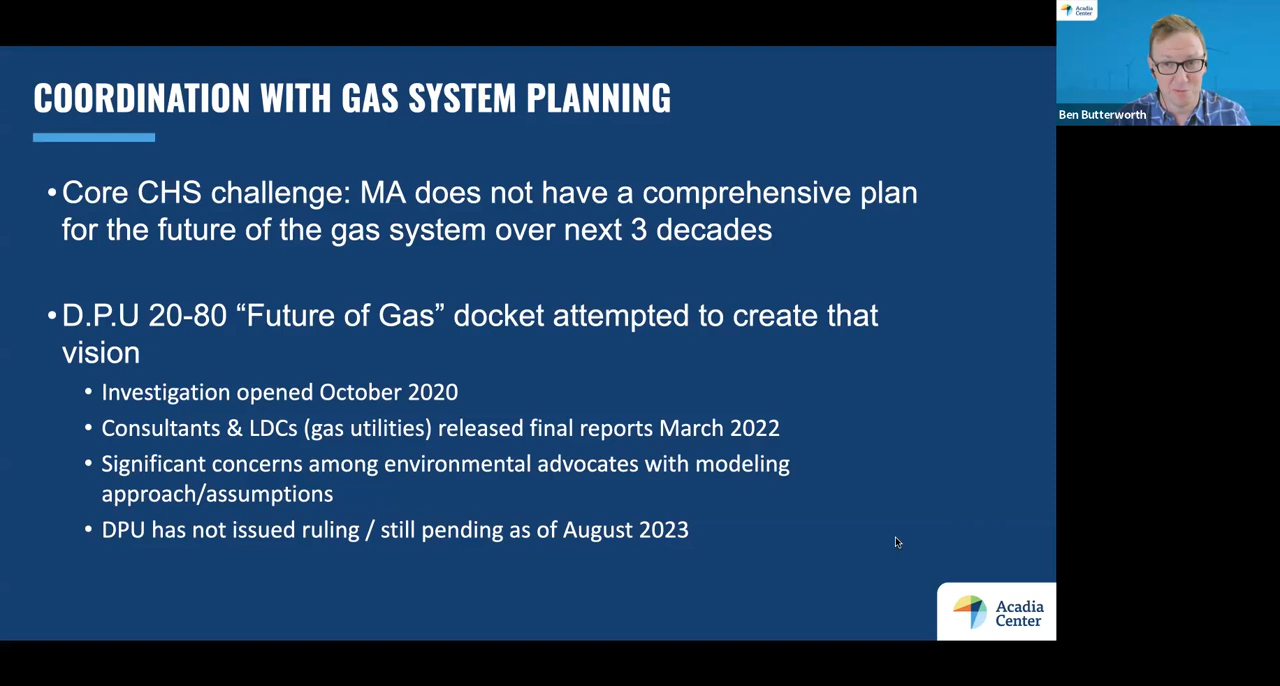 COORDINATION WITH GAS SYSTEM PLANNING
•Core CHS challenge: MA does not have a comprehensive plan
for the future of the gas system over next 3 decades
•D.P.U 20-80 “Future of Gas” docket attempted to create that
vision
• Investigation opened October 2020
• Consultants & LDCs (gas utilities) released final reports March 2022
• Significant concerns among environmental advocates with modeling
approach/assumptions
• DPU has not issued ruling / still pending as of August 2023
Acadia
Center
Acadia
Center
Ben Butterworth